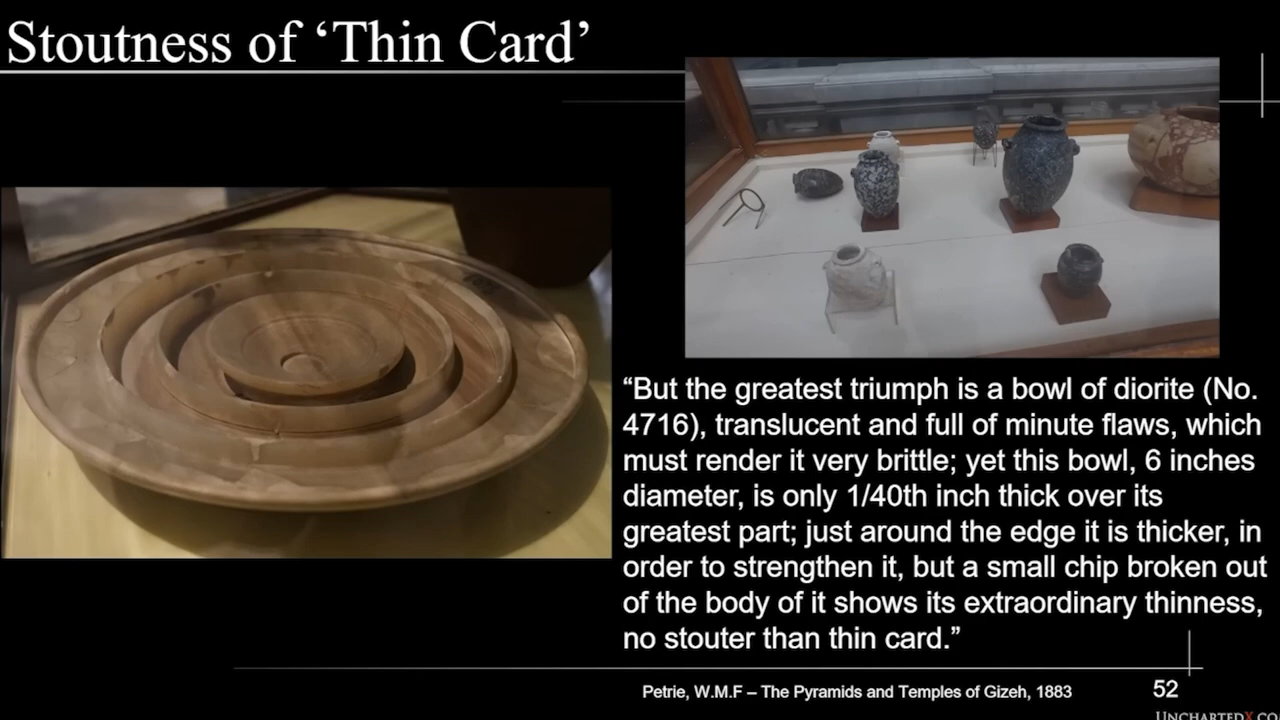 Stoutness of ‘Thin Card’
“But the greatest triumph is a bowl of diorite (No.
4716), translucent and full of minute flaws, which
must render it very brittle; yet this bowl, 6 inches
diameter, is only 1/40th inch thick over its
greatest part; just around the edge it is thicker, in
order to strengthen it, but a small chip broken out
of the body of it shows its extraordinary thinness,
no stouter than thin card.”
Petrie, W.M.F – The Pyramids and Temples of Gizeh, 1883
52
UNCHARTEDX.CO